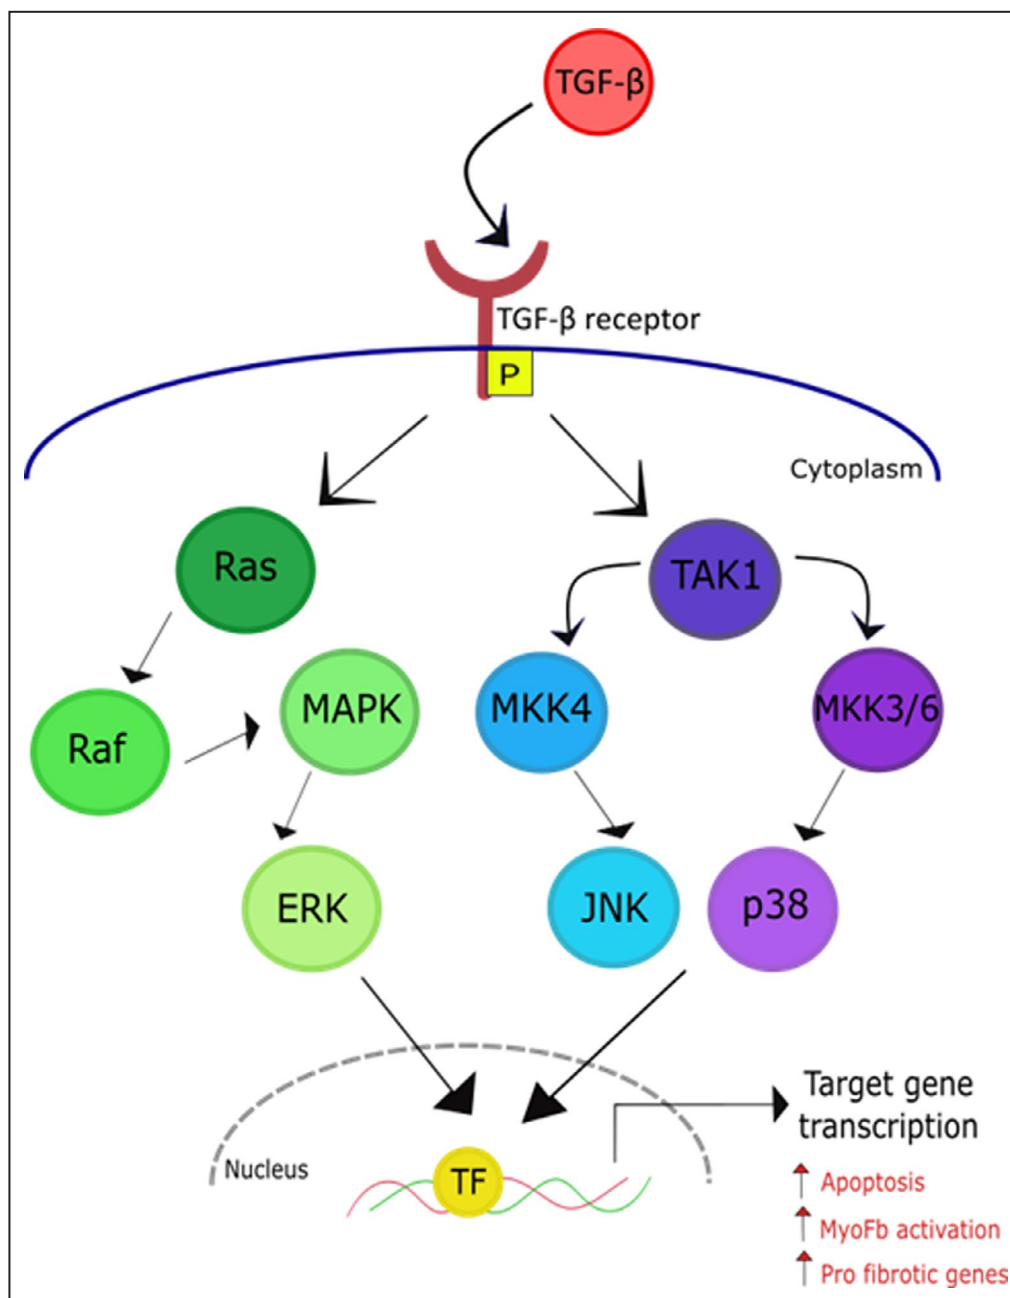 TGF-β
TGF-β receptor
P
Cytoplasm
Ras
TAK1
Raf
MAPK
MKK4
MKK3/6
ERK
JNK
p38
Nucleus
TF
Target gene
transcription
Apoptosis
MyoFb activation
Pro fibrotic genes